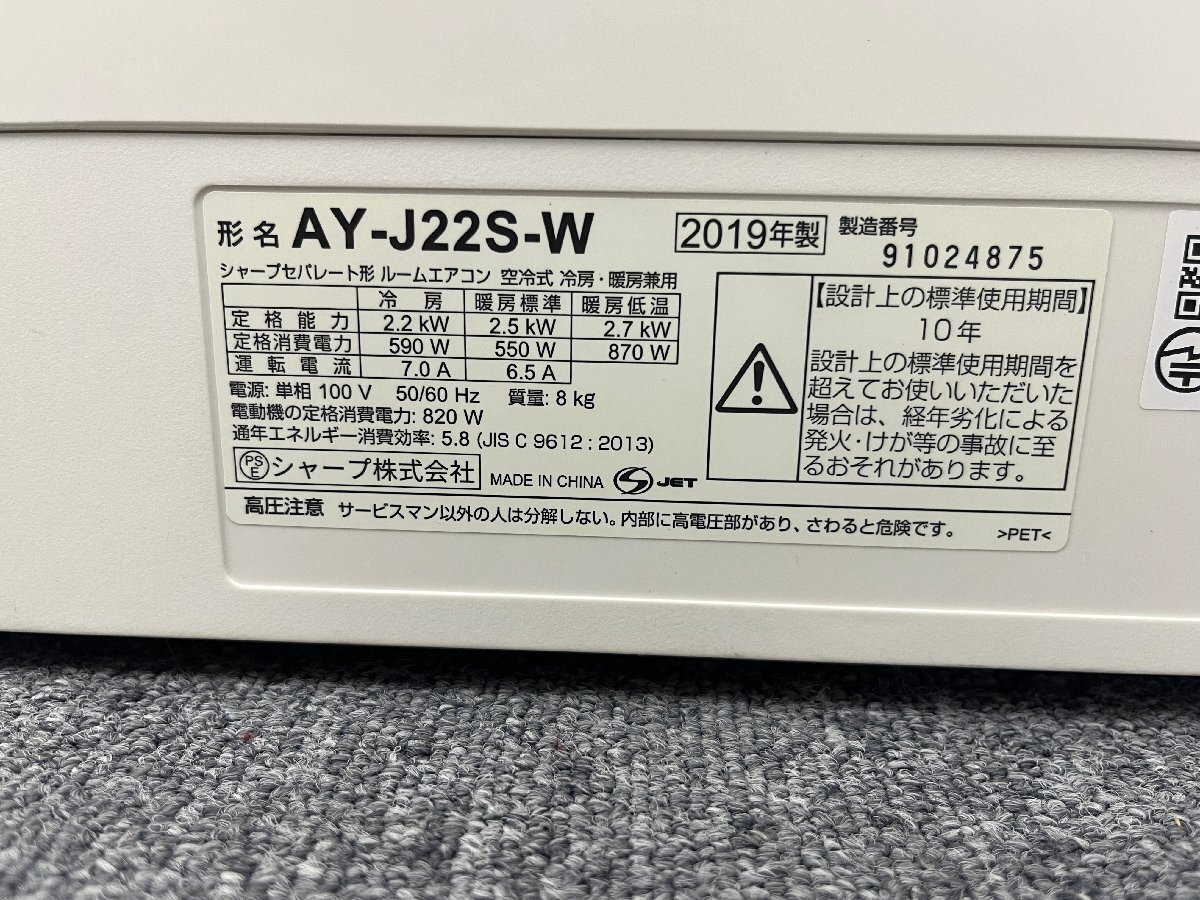 形名 AY-J22S-W 2019年製 製造番号 91024875
シャープセパレート形 ルームエアコン 空冷式 冷房・暖房兼用
冷房 暖房標準 暖房低温
定格能力 2.2 kW 2.5 kW 2.7 kW
定格消費電力 590 W 550 W 870 W
運転電流 7.0 A 6.5 A
電源: 単相 100 V 50/60 Hz 質量: 8 kg
電動機の定格消費電力: 820 W
通年エネルギー消費効率: 5.8 (JIS C 9612 : 2013)
PSE シャープ株式会社 MADE IN CHINA S JET
【設計上の標準使用期間】
10年
設計上の標準使用期間を
超えてお使いいただいた
場合は、経年劣化による
発火・けが等の事故に至
るおそれがあります。
高圧注意 サービスマン以外の人は分解しない。内部に高電圧部があり、さわると危険です。 >PET<